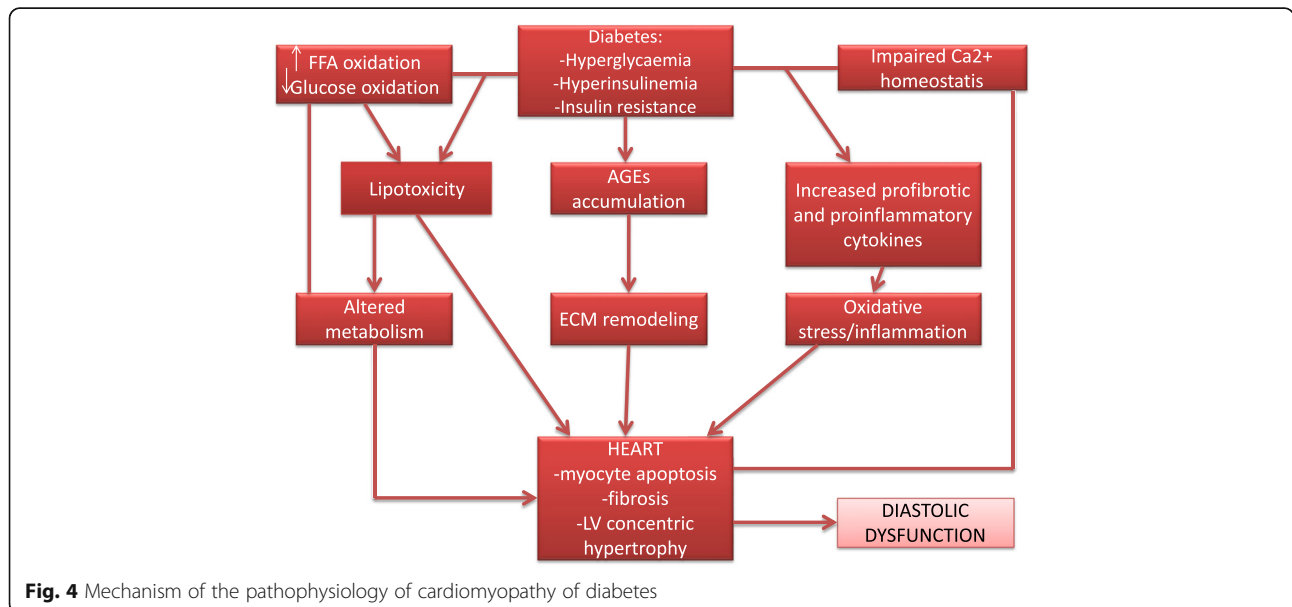 ↑ FFA oxidation
↓Glucose oxidation
Diabetes:
-Hyperglycaemia
-Hyperinsulinemia
-Insulin resistance
Impaired Ca2+
homeostatis
Lipotoxicity
AGEs
accumulation
Increased profibrotic
and proinflammatory
cytokines
Altered
metabolism
ECM remodeling
Oxidative
stress/inflammation
HEART
-myocyte apoptosis
-fibrosis
-LV concentric
hypertrophy
DIASTOLIC
DYSFUNCTION
Fig. 4 Mechanism of the pathophysiology of cardiomyopathy of diabetes